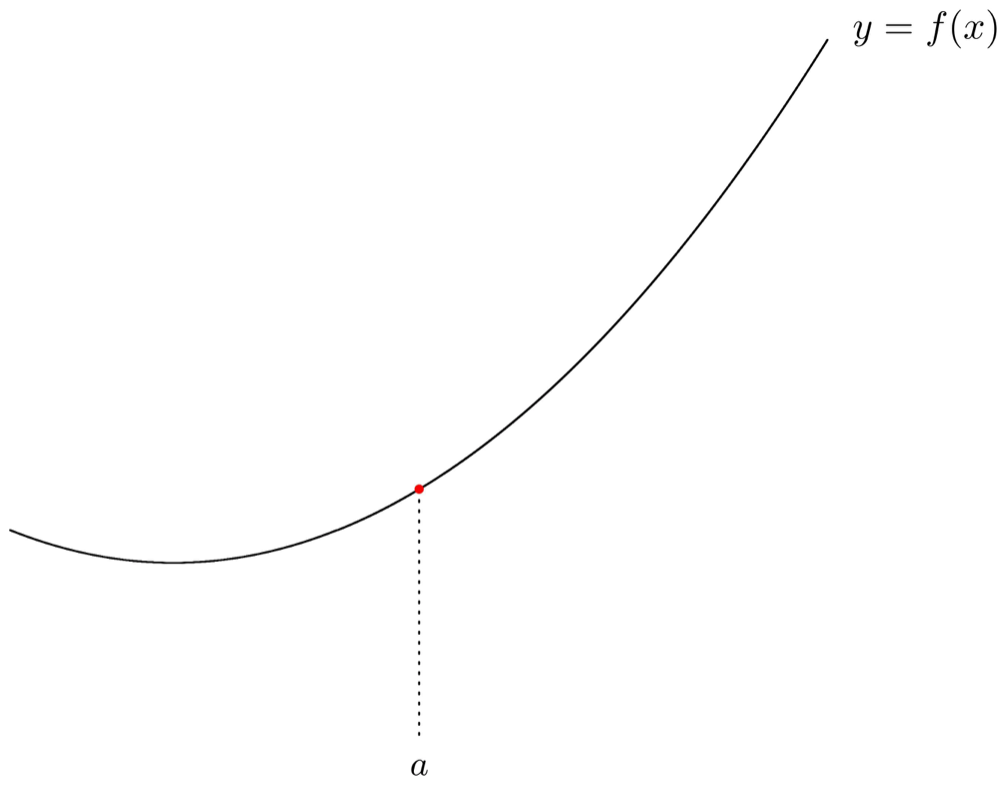 y = f(x)
a